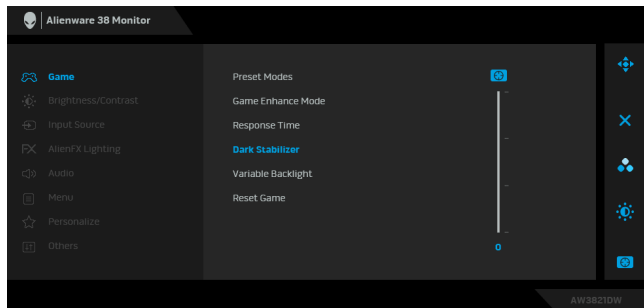 Alienware 38 Monitor
Game
Brightness/Contrast
Input Source
AlienFX Lighting
Audio
Menu
Personalize
Others
Preset Modes
Game Enhance Mode
Response Time
Dark Stabilizer
Variable Backlight
Reset Game
0
AW3821DW